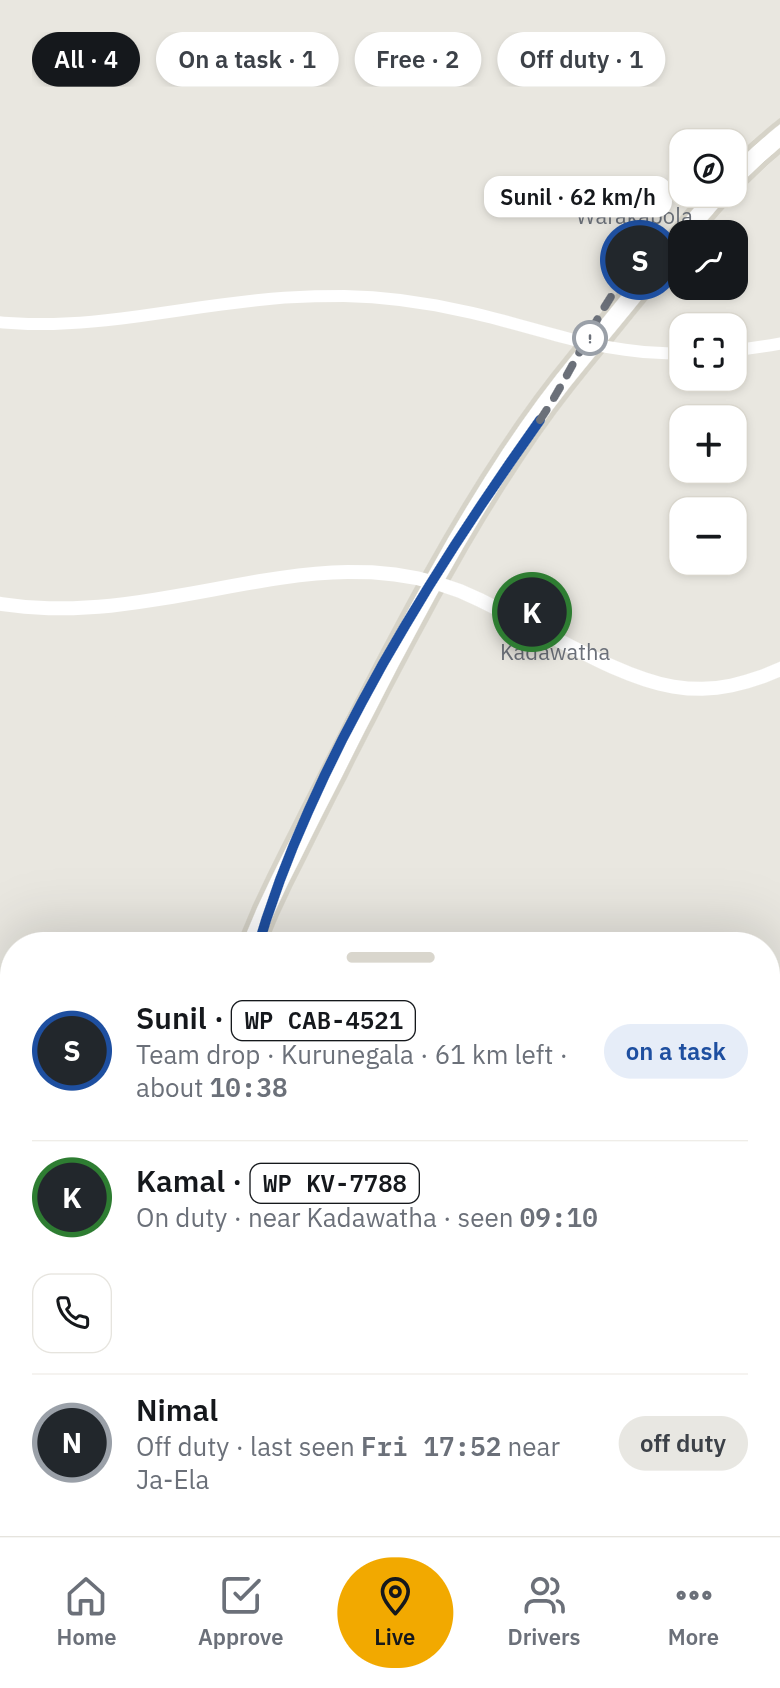 All · 4
On a task · 1
Free · 2
Off duty · 1
Sunil · 62 km/h
Warakapola
S
K
Kadawatha
S
Sunil · WP CAB-4521
Team drop · Kurunegala · 61 km left ·
about 10:38
on a task
K
Kamal · WP KV-7788
On duty · near Kadawatha · seen 09:10
N
Nimal
Off duty · last seen Fri 17:52 near
Ja-Ela
off duty
Home
Approve
Live
Drivers
More